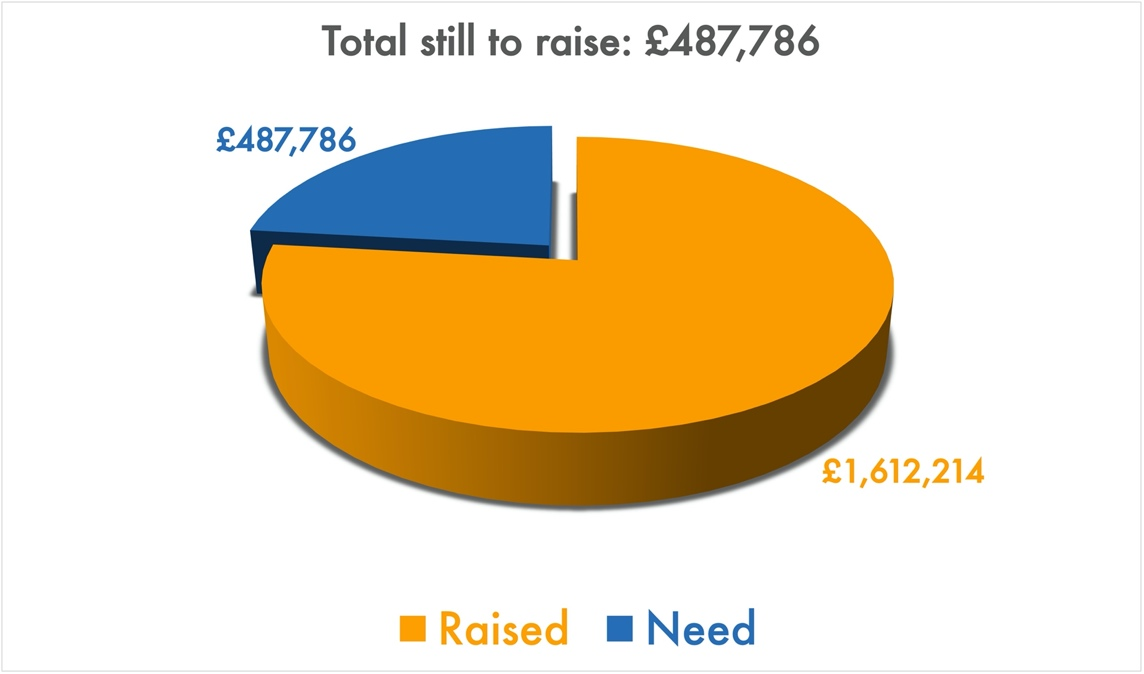 Total still to raise: £487,786
£487,786
£1,612,214
Raised Need